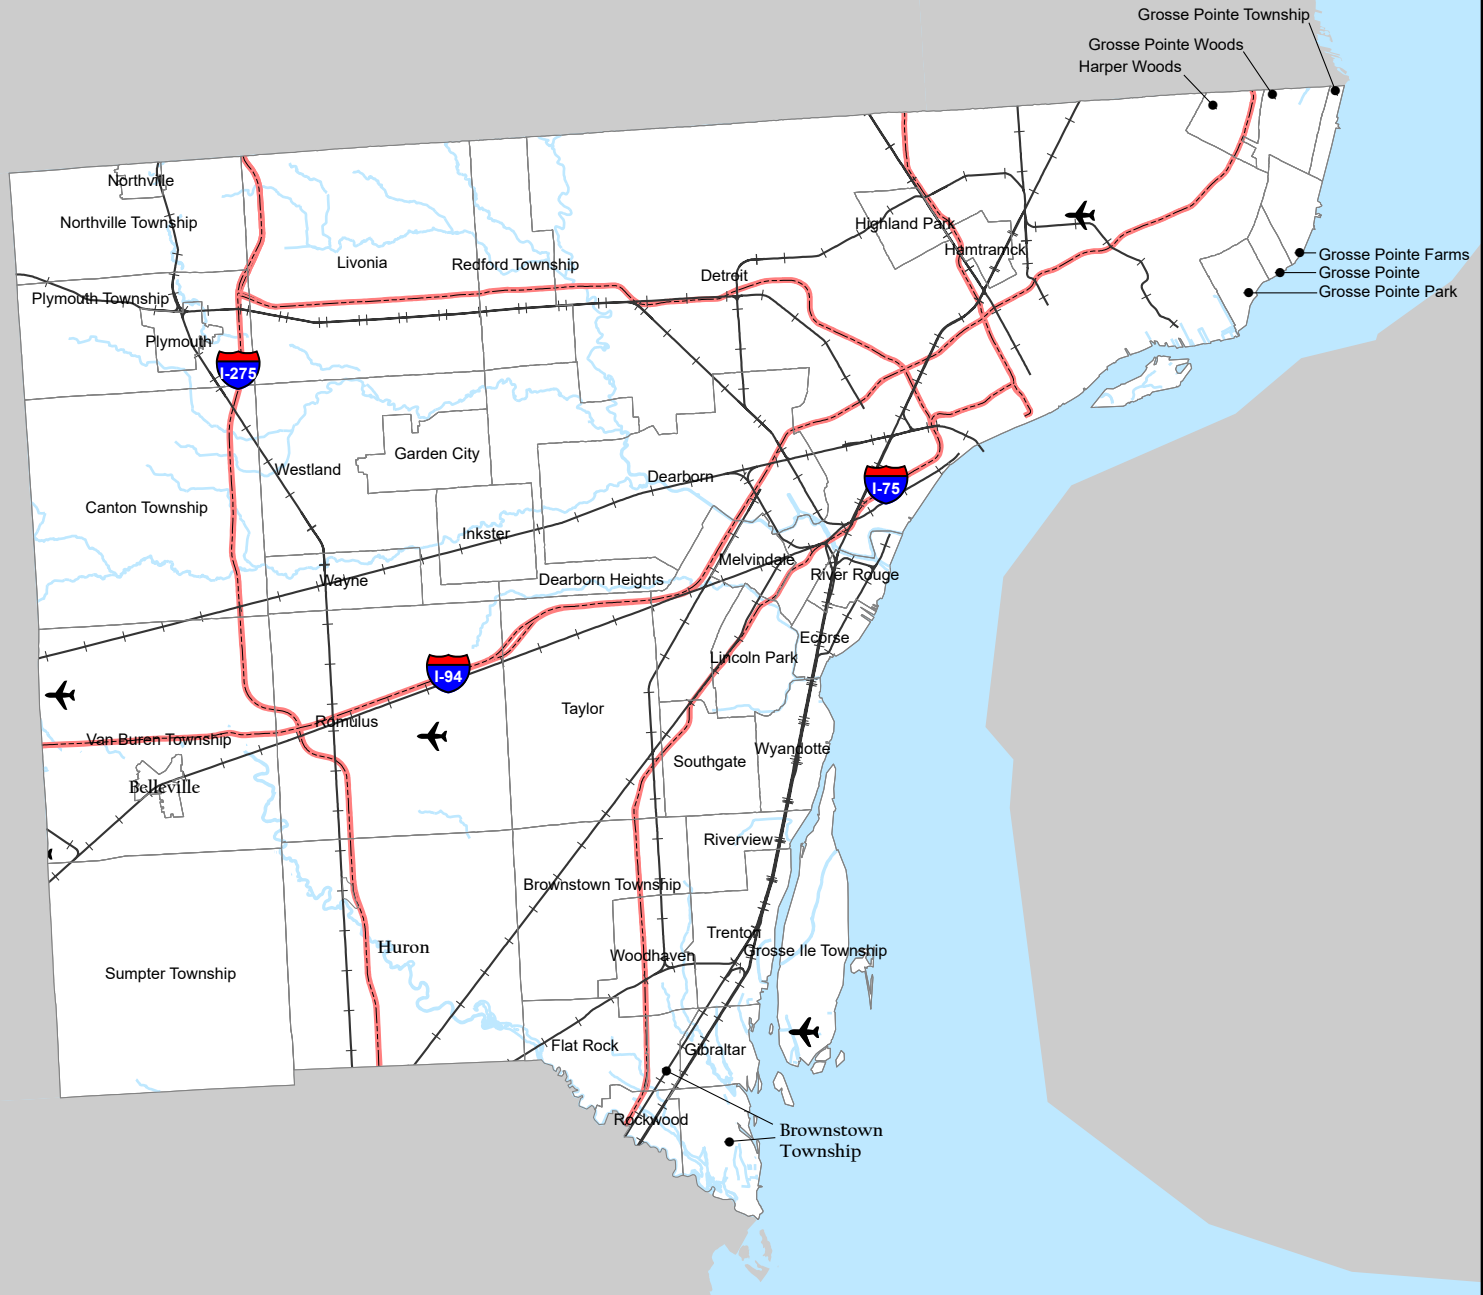 Grosse Pointe Township
Grosse Pointe Woods
Harper Woods
Northville
Northville Township
Highland Park
Hamtramck
Livonia
Redford Township
Detroit
Grosse Pointe Farms
Grosse Pointe
Grosse Pointe Park
Plymouth Township
Plymouth
I-275
Garden City
Westland
Dearborn
I-75
Canton Township
Inkster
Melvindale
Wayne
Dearborn Heights
River Rouge
Ecorse
Lincoln Park
I-94
Taylor
Romulus
Van Buren Township
Wyandotte
Southgate
Belleville
Riverview
Brownstown Township
Trenton
Huron
Woodhaven
Grosse Ile Township
Sumpter Township
Flat Rock
Gibraltar
Rockwood
Brownstown
Township